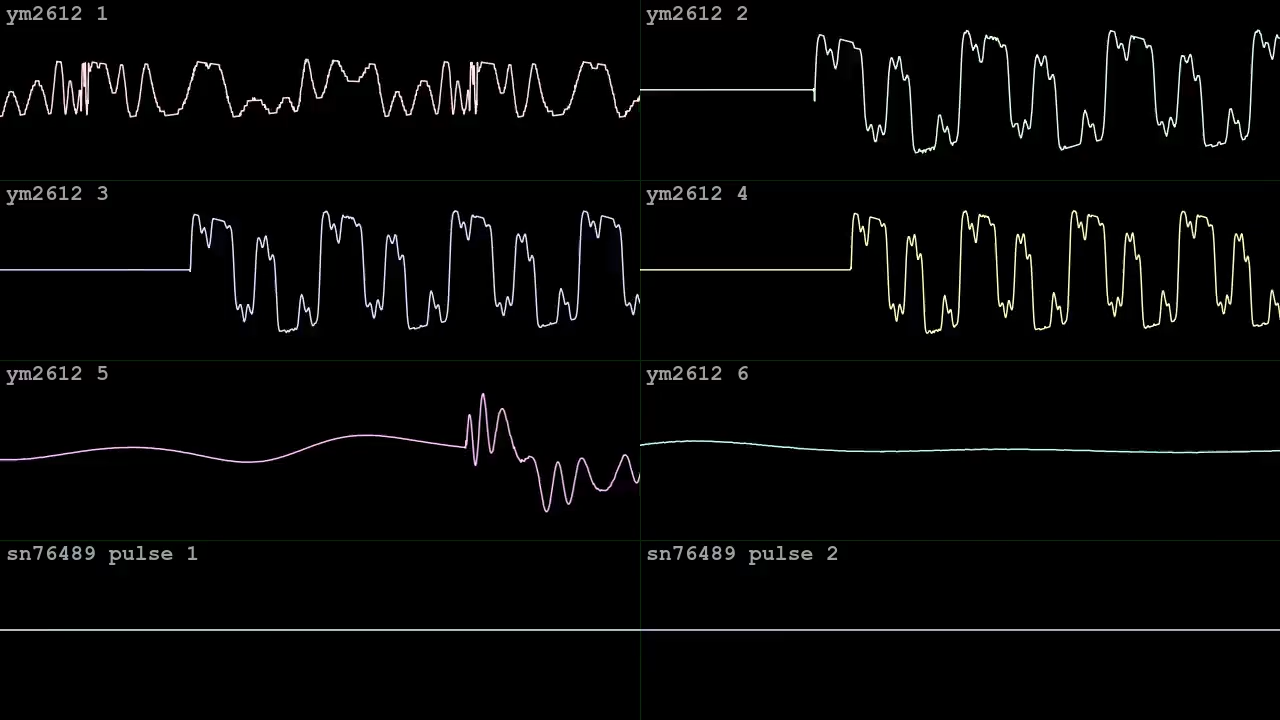 ym2612 1
ym2612 2
ym2612 3
ym2612 4
ym2612 5
ym2612 6
sn76489 pulse 1
sn76489 pulse 2